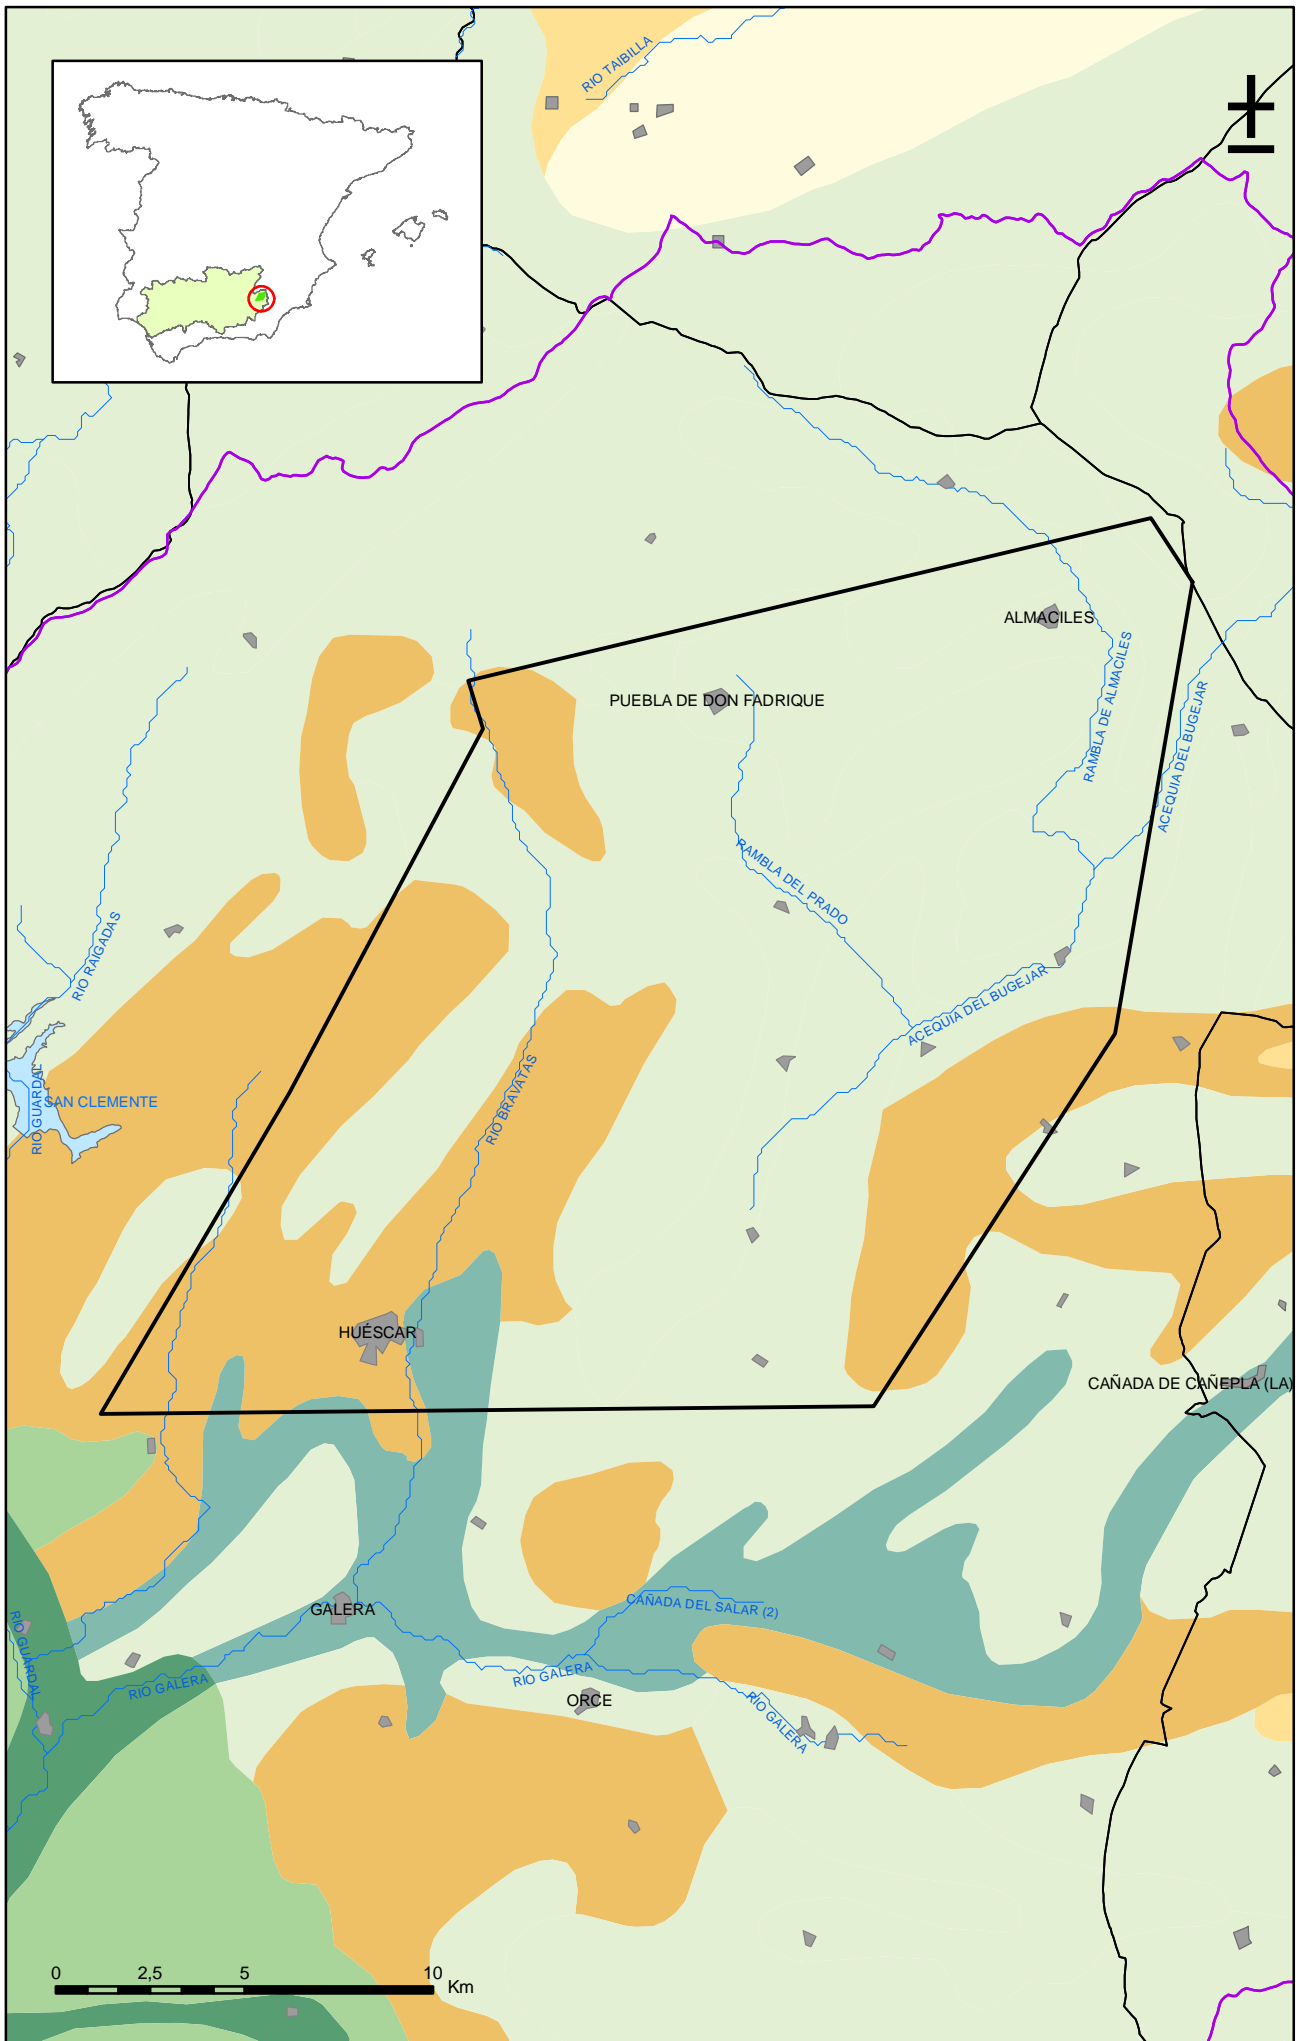 RIO TAIBILLA
ALMACILES
RAMBLA DE ALMACILES
PUEBLA DE DON FADRIQUE
ACEQUIA DEL BUGEJAR
RAMBLA DEL PRADO
RIO RAIGADAS
ACEQUIA DEL BUGEJAR
RIO GUARDAL
SAN CLEMENTE
RIO BRAVATAS
HUÉSCAR
CAÑADA DE CAÑEPLA (LA)
GALERA
CAÑADA DEL SALAR (2)
RIO GUARDAL
RIO GALERA
RIO GALERA
ORCE
RIO GALERA
0 2,5 5 10
Km